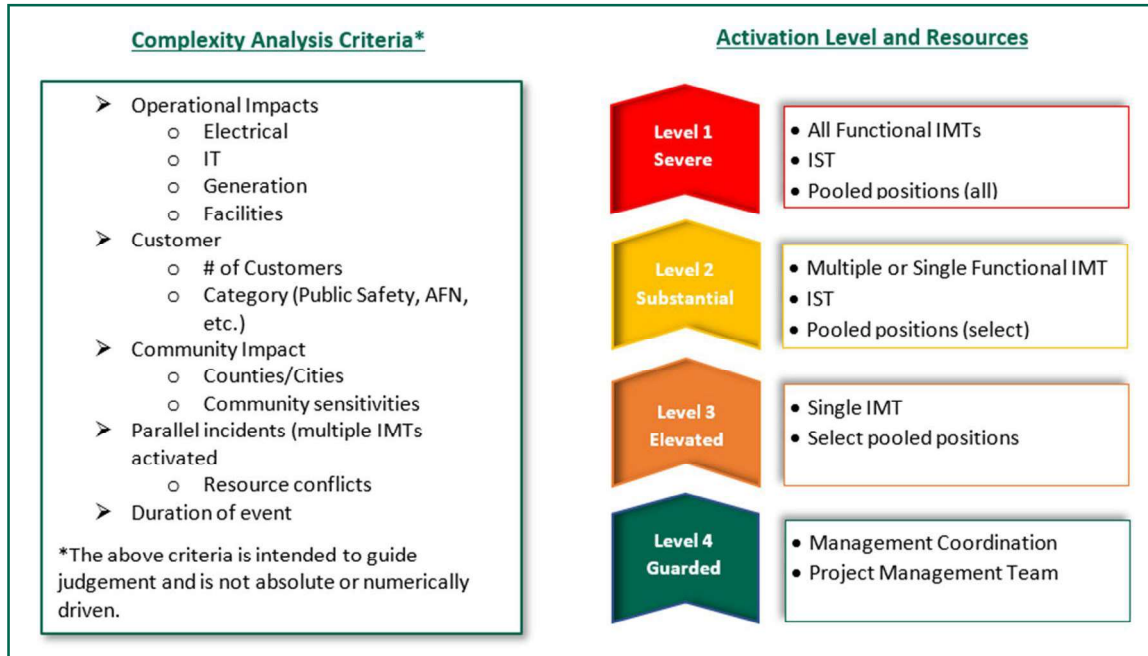 Complexity Analysis Criteria*
➤ Operational Impacts
o Electrical
o IT
o Generation
o Facilities
➤ Customer
o # of Customers
o Category (Public Safety, AFN,
etc.)
➤ Community Impact
o Counties/Cities
o Community sensitivities
➤ Parallel incidents (multiple IMTs
activated
o Resource conflicts
➤ Duration of event
*The above criteria is intended to guide
judgement and is not absolute or numerically
driven.
Activation Level and Resources
Level 1
Severe
• All Functional IMTs
• IST
• Pooled positions (all)
Level 2
Substantial
• Multiple or Single Functional IMT
• IST
• Pooled positions (select)
Level 3
Elevated
• Single IMT
• Select pooled positions
Level 4
Guarded
• Management Coordination
• Project Management Team